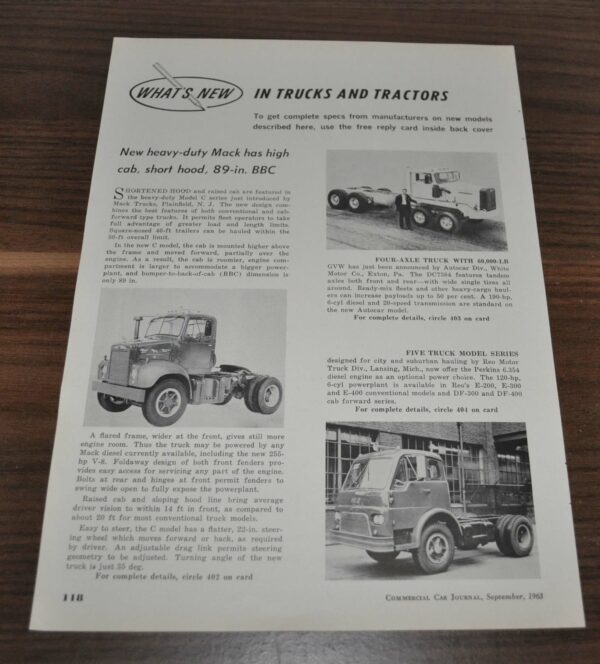 WHAT'S NEW IN TRUCKS AND TRACTORS
To get complete specs from manufacturers on new models
described here, use the free reply card inside back cover
New heavy-duty Mack has high
cab, short hood, 89-in. BBC
SHORTENED HOOD and raised cab are featured in
the heavy-duty Model C series just introduced by
Mack Trucks, Plainfield, N. J. The new design com-
bines the best features of both conventional and cab-
forward type trucks. It permits fleet operators to take
full advantage of greater load and length limits.
Square-nosed 40-ft trailers can be hauled within the
50-ft overall limit.
In the new C model, the cab is mounted higher above
the frame and moved forward, partially over the
engine. As a result, the cab is roomier, engine com-
partment is larger to accommodate a bigger power-
plant, and bumper-to-back-of-cab (BBC) dimension is
only 89 in.
A flared frame, wider at the front, gives still more
engine room. Thus the truck may be powered by any
Mack diesel currently available, including the new 255-
hp V-8. Foldaway design of both front fenders pro-
vides easy access for servicing any part of the engine.
Bolts at rear and hinges at front permit fenders to
swing wide open to fully expose the powerplant.
Raised cab and sloping hood line bring average
driver vision to within 14 ft in front, as compared to
about 20 ft for most conventional truck models.
Easy to steer, the C model has a flatter, 22-in. steer-
ing wheel which moves forward or back, as required
by driver. An adjustable drag link permits steering
geometry to be adjusted. Turning angle of the new
truck is just 35 deg.
For complete details, circle 402 on card
FOUR-AXLE TRUCK WITH 60,000-LB
GVW has just been announced by Autocar Div., White
Motor Co., Exton, Pa. The DC7564 features tandem
axles both front and rear—with wide single tires all
around. Ready-mix fleets and other heavy-cargo haul-
ers can increase payloads up to 50 per cent. A 190-hp,
6-cyl diesel and 20-speed transmission are standard on
the new Autocar model.
For complete details, circle 403 on card
FIVE TRUCK MODEL SERIES
designed for city and suburban hauling by Reo Motor
Truck Div., Lansing, Mich., now offer the Perkins 6.354
diesel engine as an optional power choice. The 120-hp,
6-cyl powerplant is available in Reo's E-200, E-300
and E-400 conventional models and DF-300 and DF-400
cab forward series.
For complete details, circle 404 on card
118
COMMERCIAL CAR JOURNAL, September, 1963